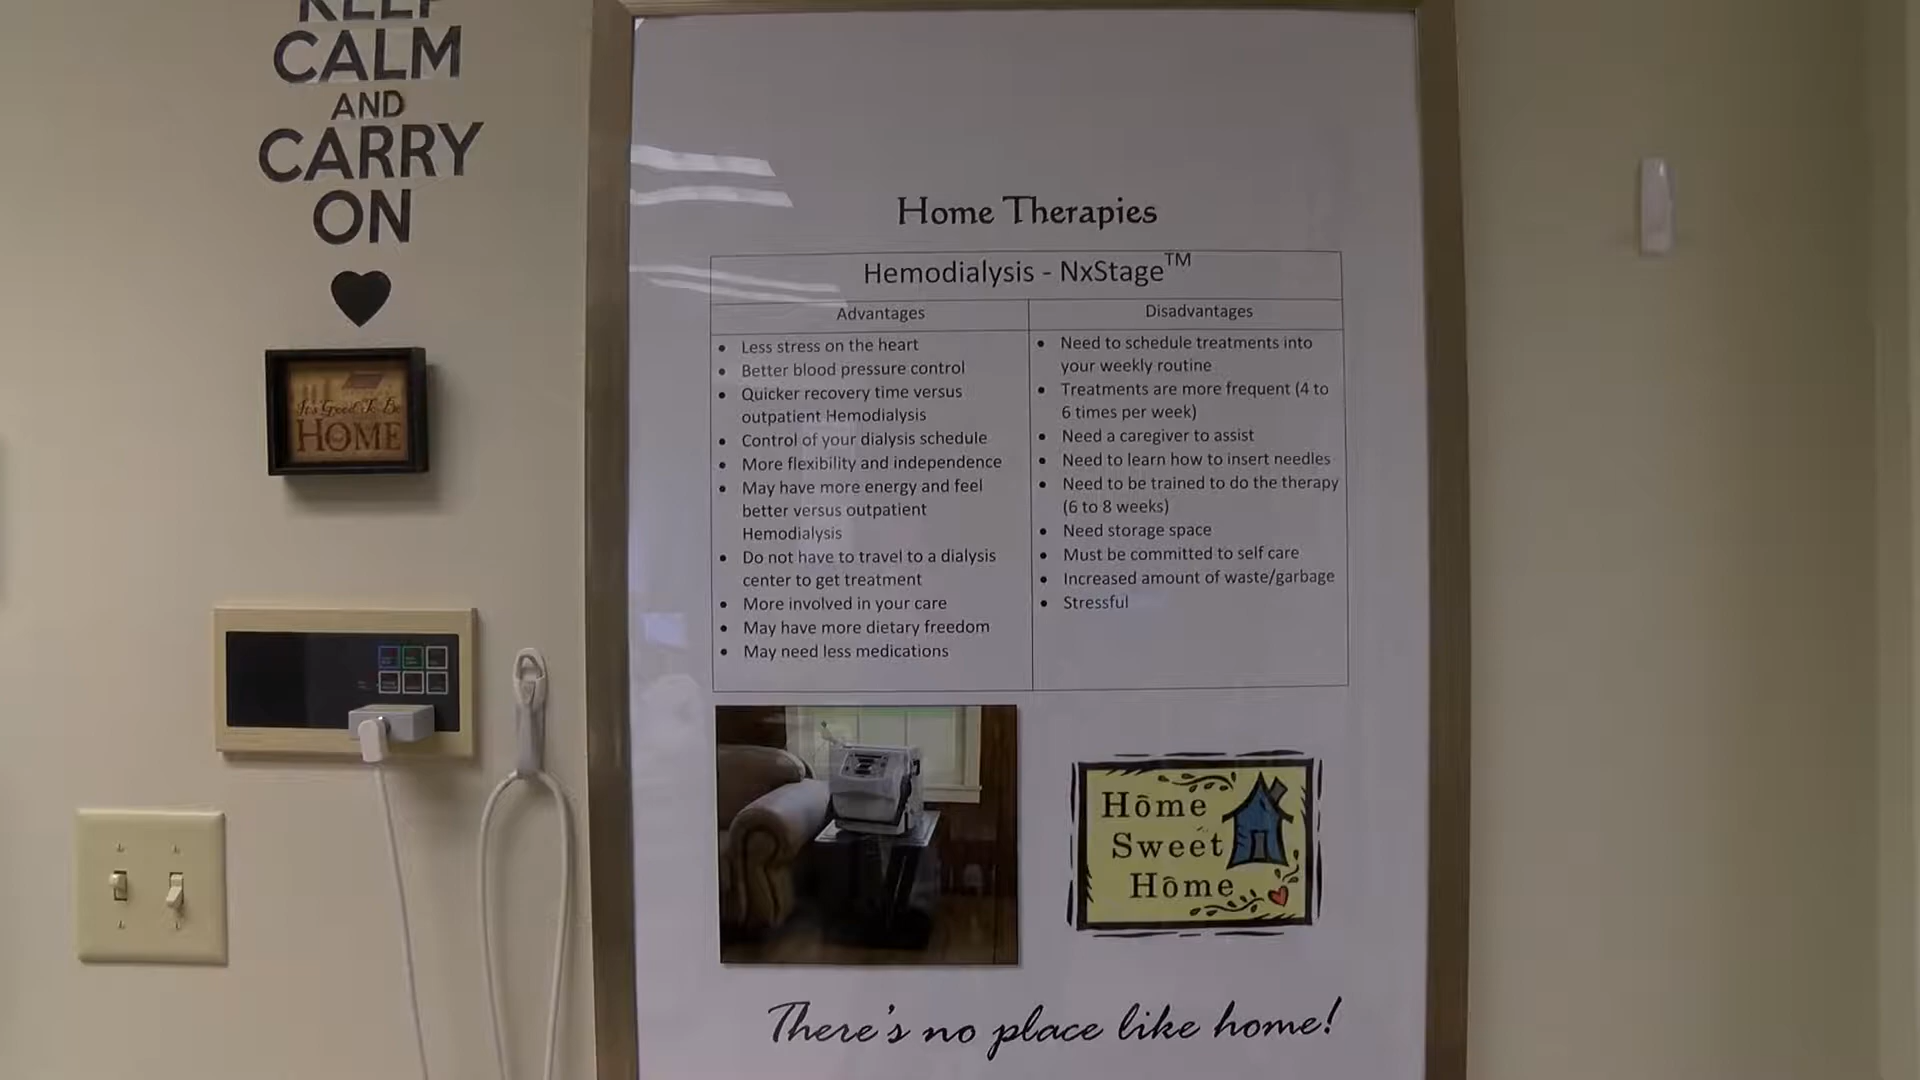 KEEP
CALM
AND
CARRY
ON
It's Good To Be
HOME
Home Therapies
Hemodialysis - NxStage™
Advantages
Disadvantages
• Less stress on the heart
• Better blood pressure control
• Quicker recovery time versus
outpatient Hemodialysis
• Control of your dialysis schedule
• More flexibility and independence
• May have more energy and feel
better versus outpatient
Hemodialysis
• Do not have to travel to a dialysis
center to get treatment
• More involved in your care
• May have more dietary freedom
• May need less medications
• Need to schedule treatments into
your weekly routine
• Treatments are more frequent (4 to
6 times per week)
• Need a caregiver to assist
• Need to learn how to insert needles
• Need to be trained to do the therapy
(6 to 8 weeks)
• Need storage space
• Must be committed to self care
• Increased amount of waste/garbage
• Stressful
Home
Sweet
Home
There's no place like home!